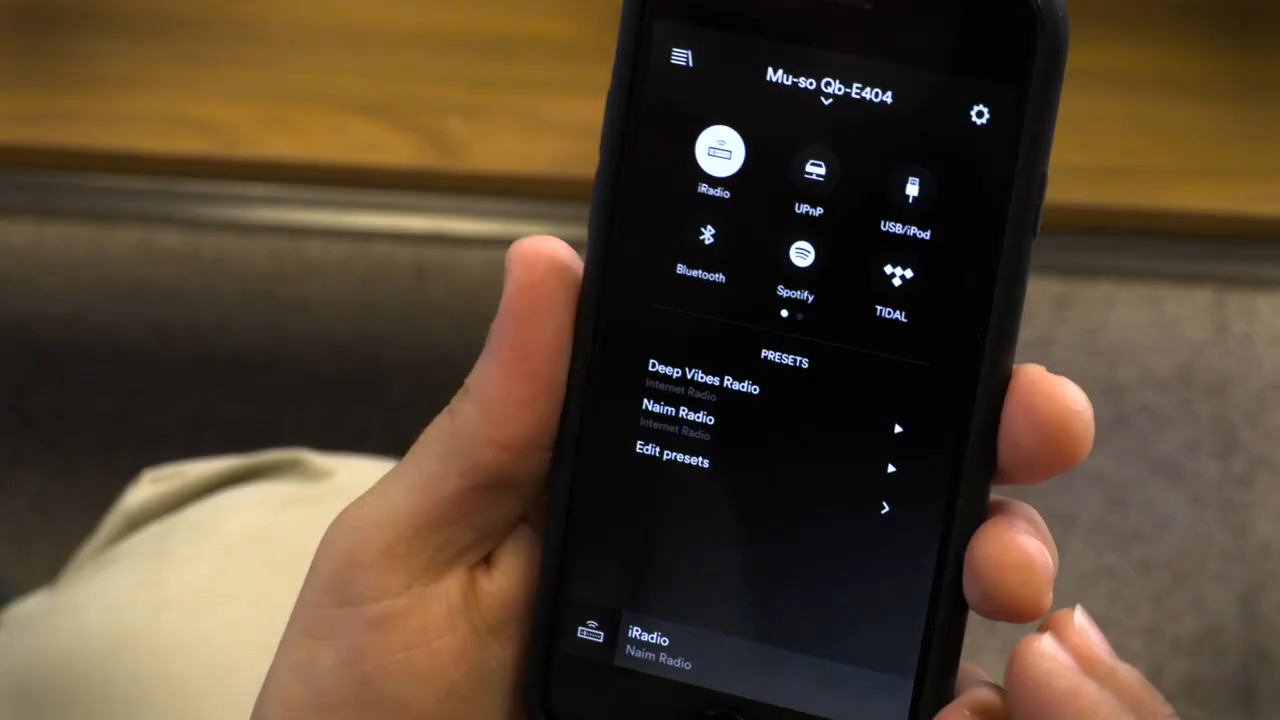 Mu-so Qb-E404
iRadio
UPnP
USB/iPod
Bluetooth
Spotify
TIDAL
PRESETS
Deep Vibes Radio
Internet Radio
Naim Radio
Internet Radio
Edit presets
iRadio
Naim Radio